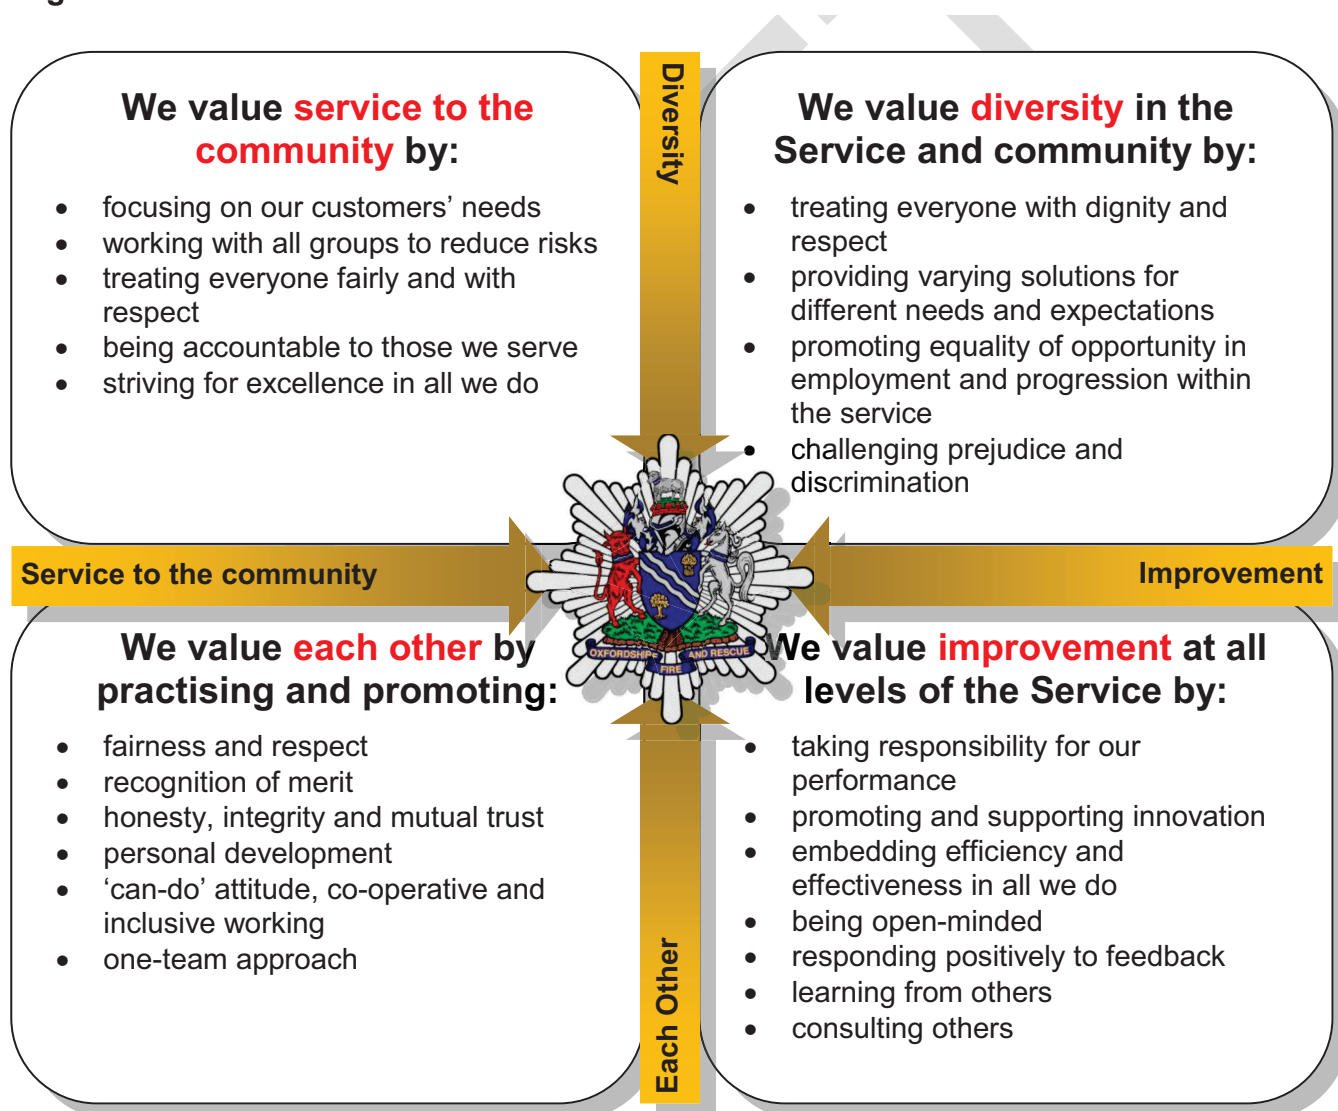 We value service to the
community by:
• focusing on our customers’ needs
• working with all groups to reduce risks
• treating everyone fairly and with
respect
• being accountable to those we serve
• striving for excellence in all we do
Diversity
We value diversity in the
Service and community by:
• treating everyone with dignity and
respect
• providing varying solutions for
different needs and expectations
• promoting equality of opportunity in
employment and progression within
the service
• challenging prejudice and
discrimination
Service to the community
Improvement
OXFORDSHIRE
FIRE
AND RESCUE
We value each other by
practising and promoting:
• fairness and respect
• recognition of merit
• honesty, integrity and mutual trust
• personal development
• ‘can-do’ attitude, co-operative and
inclusive working
• one-team approach
Each Other
We value improvement at all
levels of the Service by:
• taking responsibility for our
performance
• promoting and supporting innovation
• embedding efficiency and
effectiveness in all we do
• being open-minded
• responding positively to feedback
• learning from others
• consulting others